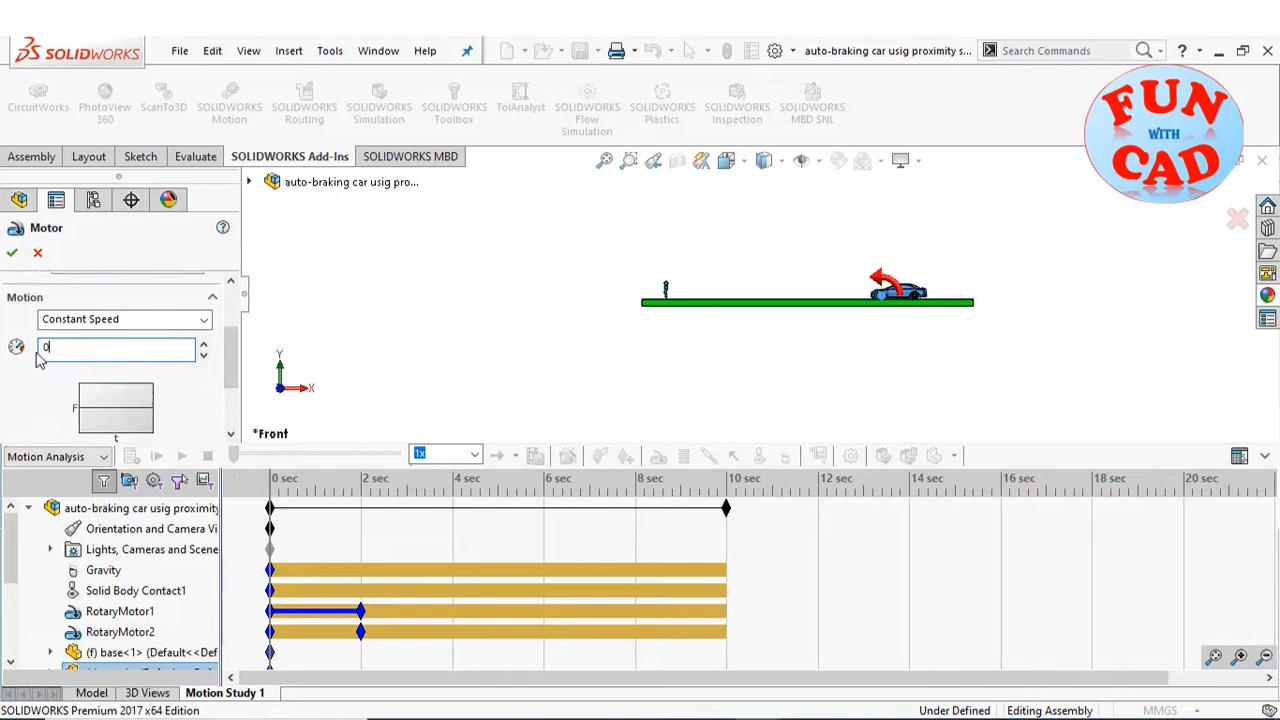 SOLIDWORKS File Edit View Insert Tools Window Help auto-braking car usig proximity s... Search Commands ?
CircuitWorks
PhotoView
360
ScanTo3D
SOLIDWORKS
Motion
SOLIDWORKS
Routing
SOLIDWORKS
Simulation
SOLIDWORKS
Toolbox
TolAnalyst
SOLIDWORKS
Flow
Simulation
SOLIDWORKS
Plastics
SOLIDWORKS
Inspection
SOLIDWORKS
MBD SNL
FUN
WITH
CAD
Assembly Layout Sketch Evaluate SOLIDWORKS Add-Ins SOLIDWORKS MBD
auto-braking car usig pro...
Motor
Motion
Constant Speed
0
F
t
Y
X
*Front
Motion Analysis
1x
0 sec 2 sec 4 sec 6 sec 8 sec 10 sec 12 sec 14 sec 16 sec 18 sec 20 sec
auto-braking car usig proximity
Orientation and Camera Vi
Lights, Cameras and Scene
Gravity
Solid Body Contact1
RotaryMotor1
RotaryMotor2
(f) base<1> (Default<<Def
Model 3D Views Motion Study 1
SOLIDWORKS Premium 2017 x64 Edition Under Defined Editing Assembly MMGS